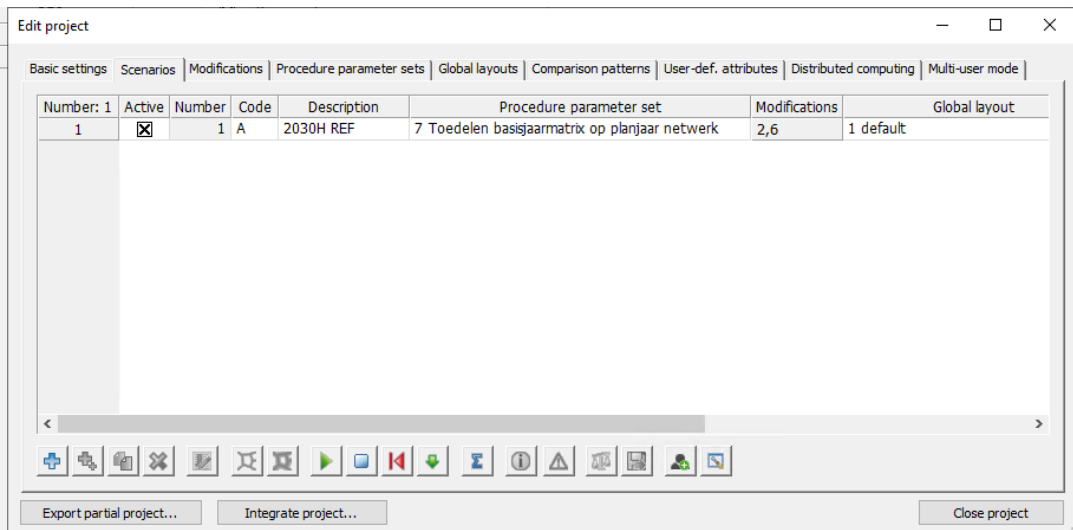 Edit project
Basic settings Scenarios Modifications Procedure parameter sets Global layouts Comparison patterns User-def. attributes Distributed computing Multi-user mode
Number: 1 Active Number Code Description Procedure parameter set Modifications Global layout
1 1 A 2030H REF 7 Toedelen basisjaarmatrix op planjaar netwerk 2,6 1 default
Export partial project... Integrate project... Close project